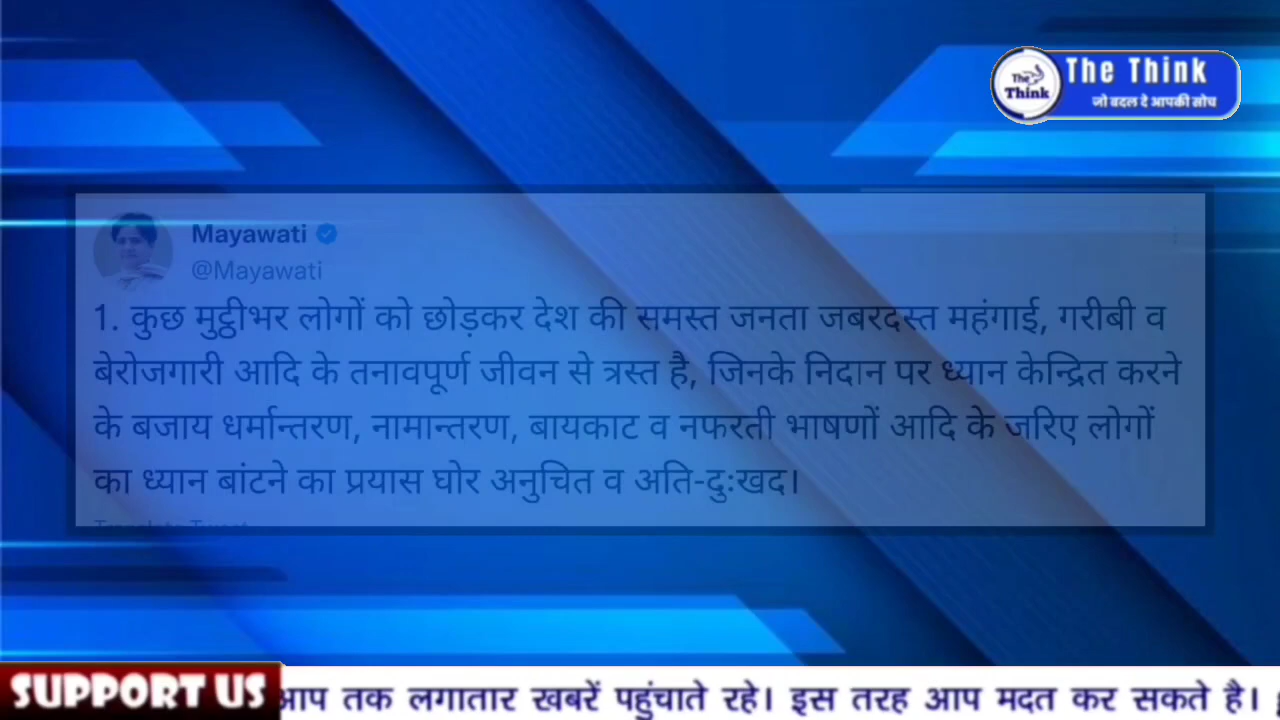 The Think
The
Think
जो बदल दे आपकी सोच
Mayawati
@Mayawati
1. कुछ मुट्ठीभर लोगों को छोड़कर देश की समस्त जनता जबरदस्त महंगाई, गरीबी व
बेरोजगारी आदि के तनावपूर्ण जीवन से त्रस्त है, जिनके निदान पर ध्यान केन्द्रित करने
के बजाय धर्मान्तरण, नामान्तरण, बायकाट व नफरती भाषणों आदि के जरिए लोगों
का ध्यान बांटने का प्रयास घोर अनुचित व अति-दुःखद।
Translate Tweet
SUPPORT US
आप तक लगातार खबरें पहुंचाते रहे। इस तरह आप मदत कर सकते है।